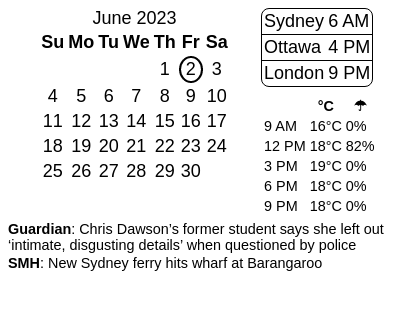 June 2023
Su Mo Tu We Th Fr Sa
1 2 3
4 5 6 7 8 9 10
11 12 13 14 15 16 17
18 19 20 21 22 23 24
25 26 27 28 29 30
Sydney 6 AM
Ottawa 4 PM
London 9 PM
°C ☂
9 AM 16°C 0%
12 PM 18°C 82%
3 PM 19°C 0%
6 PM 18°C 0%
9 PM 18°C 0%
Guardian: Chris Dawson’s former student says she left out
‘intimate, disgusting details’ when questioned by police
SMH: New Sydney ferry hits wharf at Barangaroo